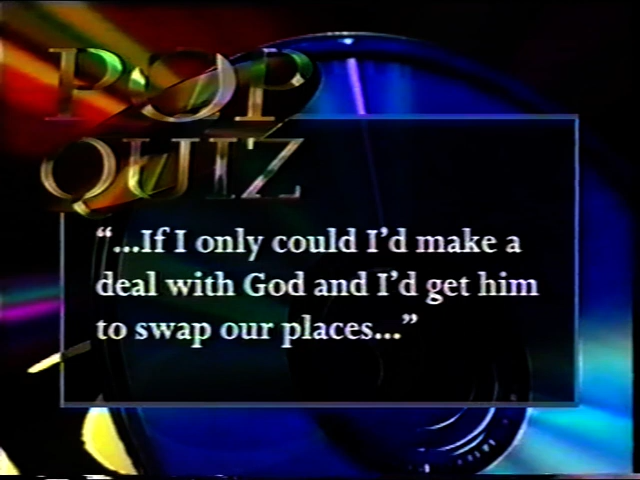 POP
QUIZ
“...If I only could I’d make a
deal with God and I’d get him
to swap our places...”